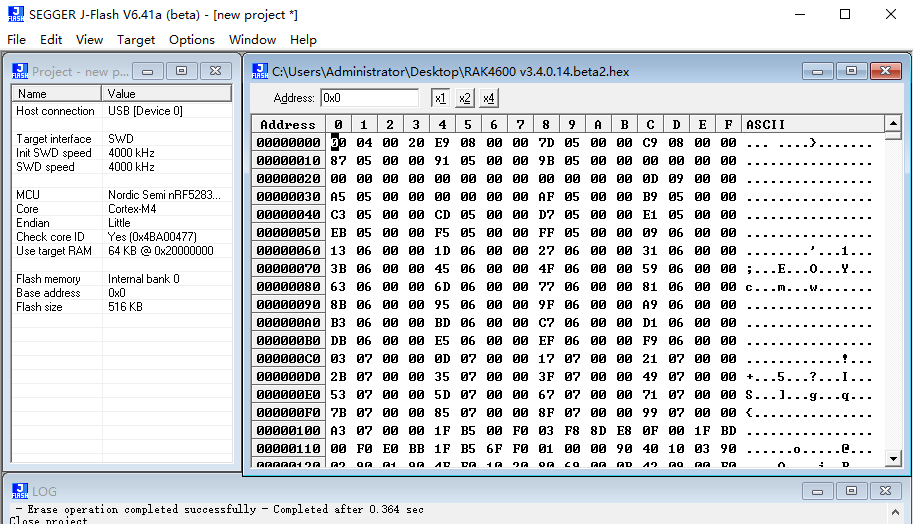 SEGGER J-Flash V6.41a (beta) - [new project *]
File Edit View Target Options Window Help
Project - new p...
Name Value
Host connection USB [Device 0]
Target interface SWD
Init SWD speed 4000 kHz
SWD speed 4000 kHz
MCU Nordic Semi nRF5283...
Core Cortex-M4
Endian Little
Check core ID Yes (0x4BA00477)
Use target RAM 64 KB @ 0x20000000
Flash memory Internal bank 0
Base address 0x0
Flash size 516 KB
C:\Users\Administrator\Desktop\RAK4600 v3.4.0.14.beta2.hex
Address: 0x0 x1 x2 x4
Address 0 1 2 3 4 5 6 7 8 9 A B C D E F ASCII
00000000 00 04 00 20 E9 08 00 00 7D 05 00 00 C9 08 00 00 ... ....}.......
00000010 87 05 00 00 91 05 00 00 9B 05 00 00 00 00 00 00 ................
00000020 00 00 00 00 00 00 00 00 00 00 00 00 0D 09 00 00 ................
00000030 A5 05 00 00 00 00 00 00 AF 05 00 00 B9 05 00 00 ................
00000040 C3 05 00 00 CD 05 00 00 D7 05 00 00 E1 05 00 00 ................
00000050 EB 05 00 00 F5 05 00 00 FF 05 00 00 09 06 00 00 ................
00000060 13 06 00 00 1D 06 00 00 27 06 00 00 31 06 00 00 ........'...1...
00000070 3B 06 00 00 45 06 00 00 4F 06 00 00 59 06 00 00 ;...E...O...Y...
00000080 63 06 00 00 6D 06 00 00 77 06 00 00 81 06 00 00 c...m...w.......
00000090 8B 06 00 00 95 06 00 00 9F 06 00 00 A9 06 00 00 ................
000000A0 B3 06 00 00 BD 06 00 00 C7 06 00 00 D1 06 00 00 ................
000000B0 DB 06 00 00 E5 06 00 00 EF 06 00 00 F9 06 00 00 ................
000000C0 03 07 00 00 0D 07 00 00 17 07 00 00 21 07 00 00 ............!...
000000D0 2B 07 00 00 35 07 00 00 3F 07 00 00 49 07 00 00 +...5...?...I...
000000E0 53 07 00 00 5D 07 00 00 67 07 00 00 71 07 00 00 S...]...g...q...
000000F0 7B 07 00 00 85 07 00 00 8F 07 00 00 99 07 00 00 {...............
00000100 A3 07 00 00 1F B5 00 F0 03 F8 8D E8 0F 00 1F BD ................
00000110 00 F0 E0 BB 1F B5 6F F0 01 00 00 90 40 10 03 90 ......o.....@...
00000120
LOG
- Erase operation completed successfully - Completed after 0.364 sec
Close project